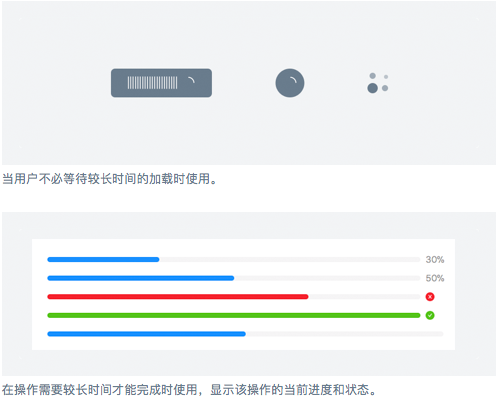 当用户不必等待较长时间的加载时使用。
30%
50%
在操作需要较长时间才能完成时使用，显示该操作的当前进度和状态。